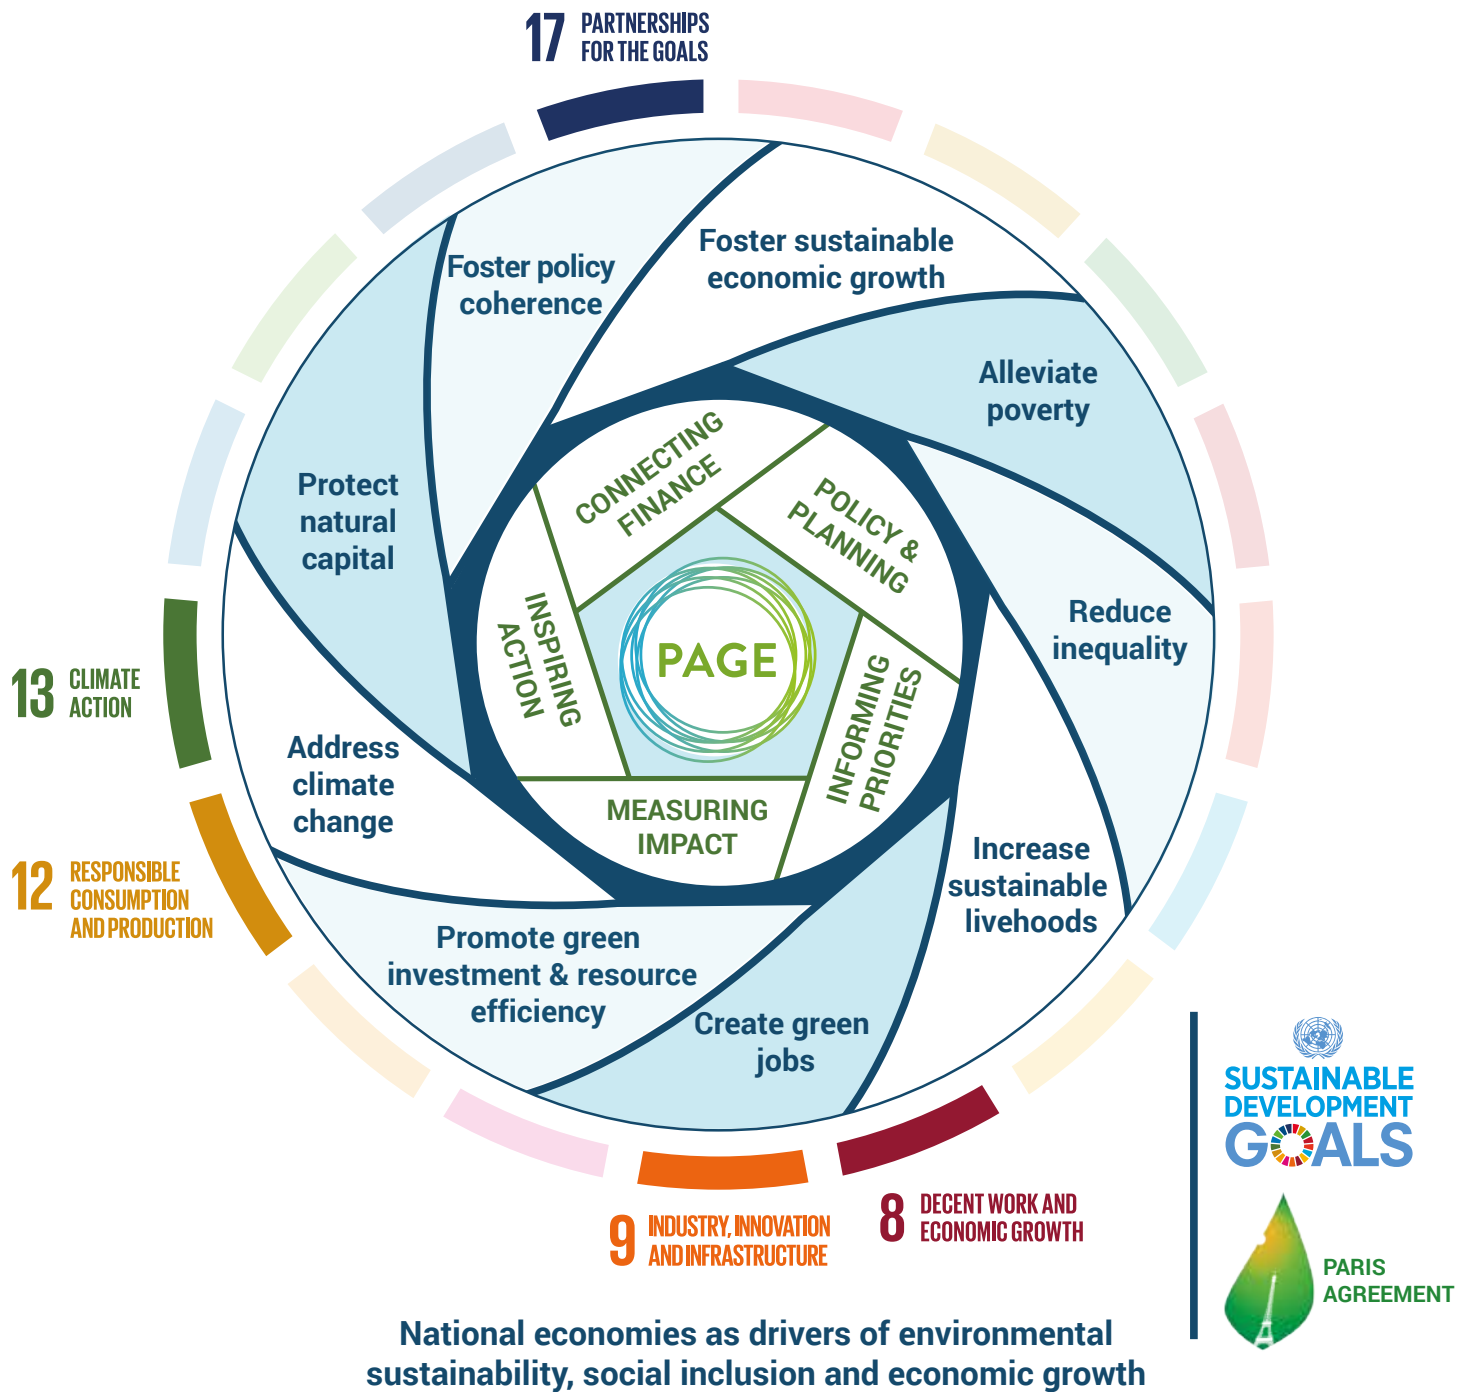 17 PARTNERSHIPS
FOR THE GOALS
Foster policy
coherence
Foster sustainable
economic growth
Alleviate
poverty
Reduce
inequality
Increase
sustainable
livehoods
Create green
jobs
Promote green
investment & resource
efficiency
Address
climate
change
Protect
natural
capital
CONNECTING
FINANCE
POLICY &
PLANNING
INFORMING
PRIORITIES
MEASURING
IMPACT
INSPIRING
ACTION
PAGE
13 CLIMATE
ACTION
12 RESPONSIBLE
CONSUMPTION
AND PRODUCTION
9 INDUSTRY, INNOVATION
AND INFRASTRUCTURE
8 DECENT WORK AND
ECONOMIC GROWTH
SUSTAINABLE
DEVELOPMENT
GOALS
PARIS
AGREEMENT
National economies as drivers of environmental
sustainability, social inclusion and economic growth